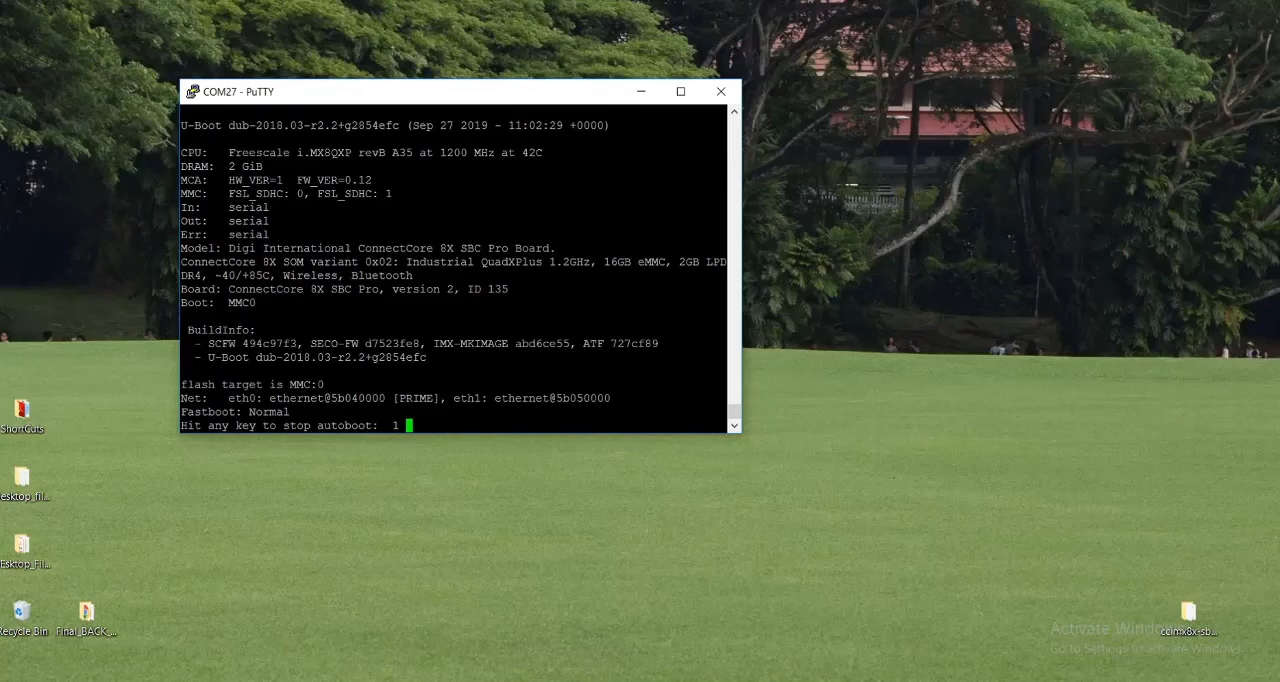 COM27 - PuTTY
U-Boot dub-2018.03-r2.2+g2854efc (Sep 27 2019 - 11:02:29 +0000)
CPU:   Freescale i.MX8QXP revB A35 at 1200 MHz at 42C
DRAM:  2 GiB
MCA:   HW_VER=1  FW_VER=0.12
MMC:   FSL_SDHC: 0, FSL_SDHC: 1
In:    serial
Out:   serial
Err:   serial
Model: Digi International ConnectCore 8X SBC Pro Board.
ConnectCore 8X SOM variant 0x02: Industrial QuadXPlus 1.2GHz, 16GB eMMC, 2GB LPD
DR4, -40/+85C, Wireless, Bluetooth
Board: ConnectCore 8X SBC Pro, version 2, ID 135
Boot:  MMC0
BuildInfo:
- SCFW 494c97f3, SECO-FW d7523fe8, IMX-MKIMAGE abd6ce55, ATF 727cf89
- U-Boot dub-2018.03-r2.2+g2854efc
flash target is MMC:0
Net:   eth0: ethernet@5b040000 [PRIME], eth1: ethernet@5b050000
Fastboot: Normal
Hit any key to stop autoboot:  1
ShortCuts
esktop_fil...
Esktop_Fil...
Recycle Bin
Final_BACK_...
Activate Windows
Go to Settings to activate Windows.
ccimx8x-sb...